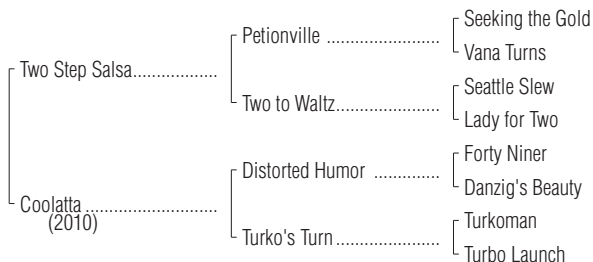 Seeking the Gold
Petionville ........................
Vana Turns
Two Step Salsa..................
Seattle Slew
Two to Waltz......................
Lady for Two
Forty Niner
Distorted Humor ..............
Danzig's Beauty
Coolatta ............................
(2010)
Turkoman
Turko's Turn ......................
Turbo Launch